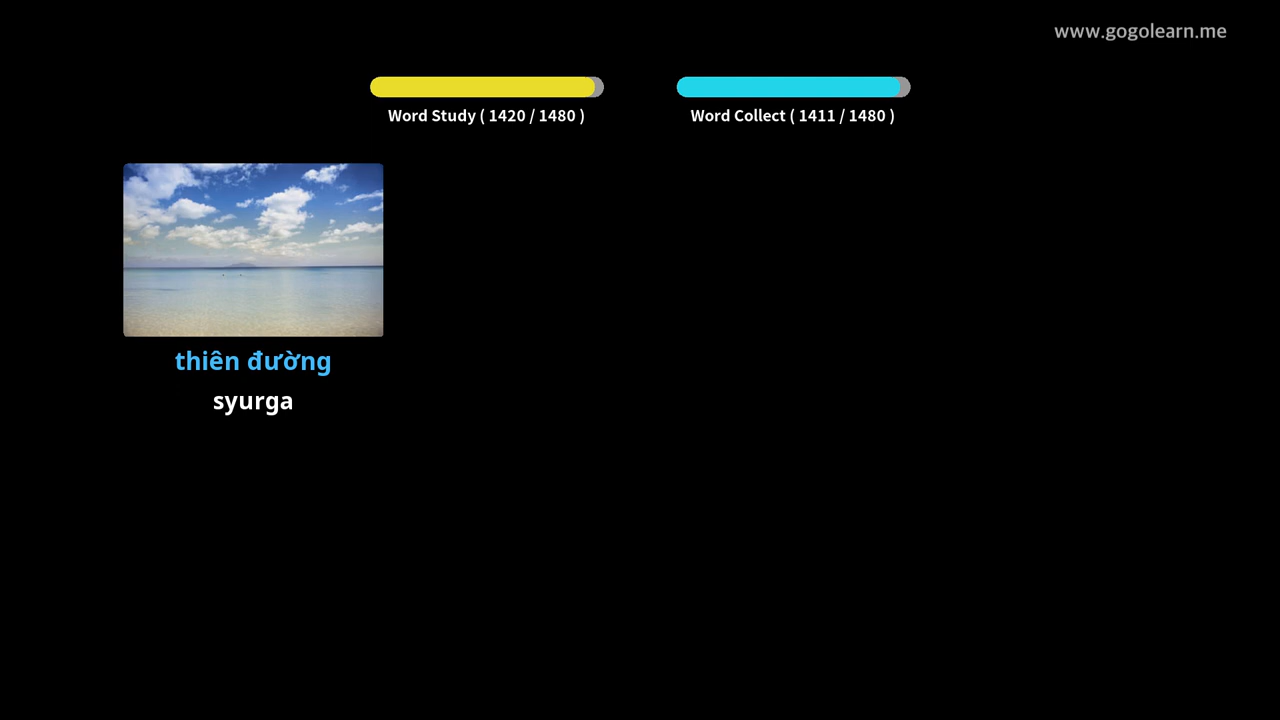 www.gogolearn.me
Word Study ( 1420 / 1480 )
Word Collect ( 1411 / 1480 )
thiên đường
syurga